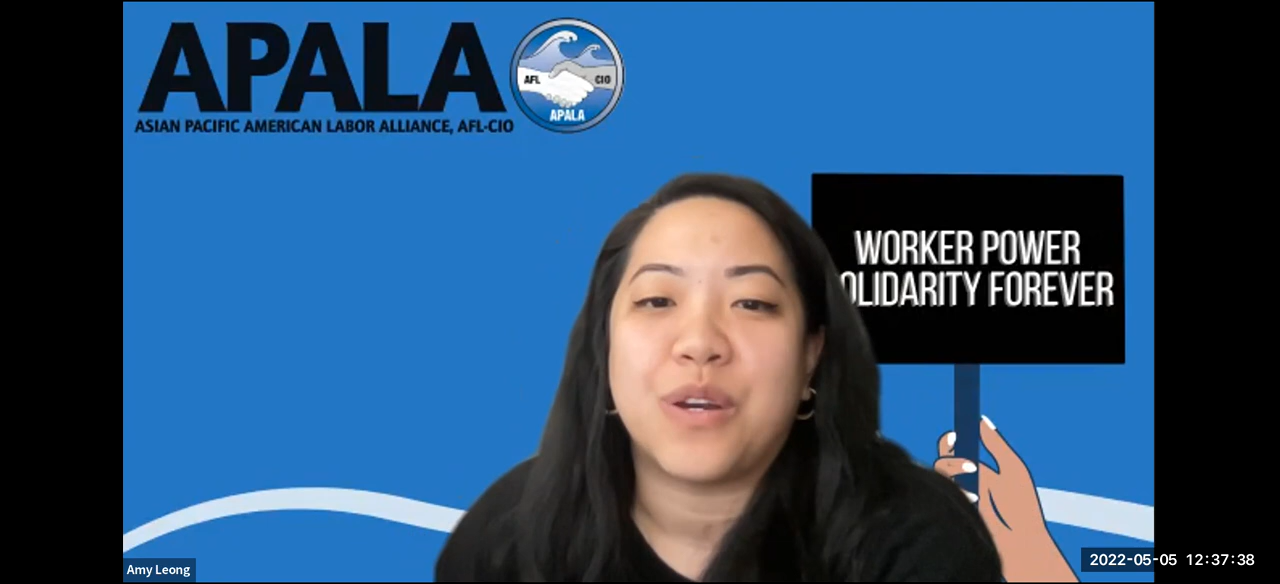 APALA
ASIAN PACIFIC AMERICAN LABOR ALLIANCE, AFL-CIO
AFL CIO
APALA
WORKER POWER
OLIDARITY FOREVER
Amy Leong
2022-05-05 12:37:38